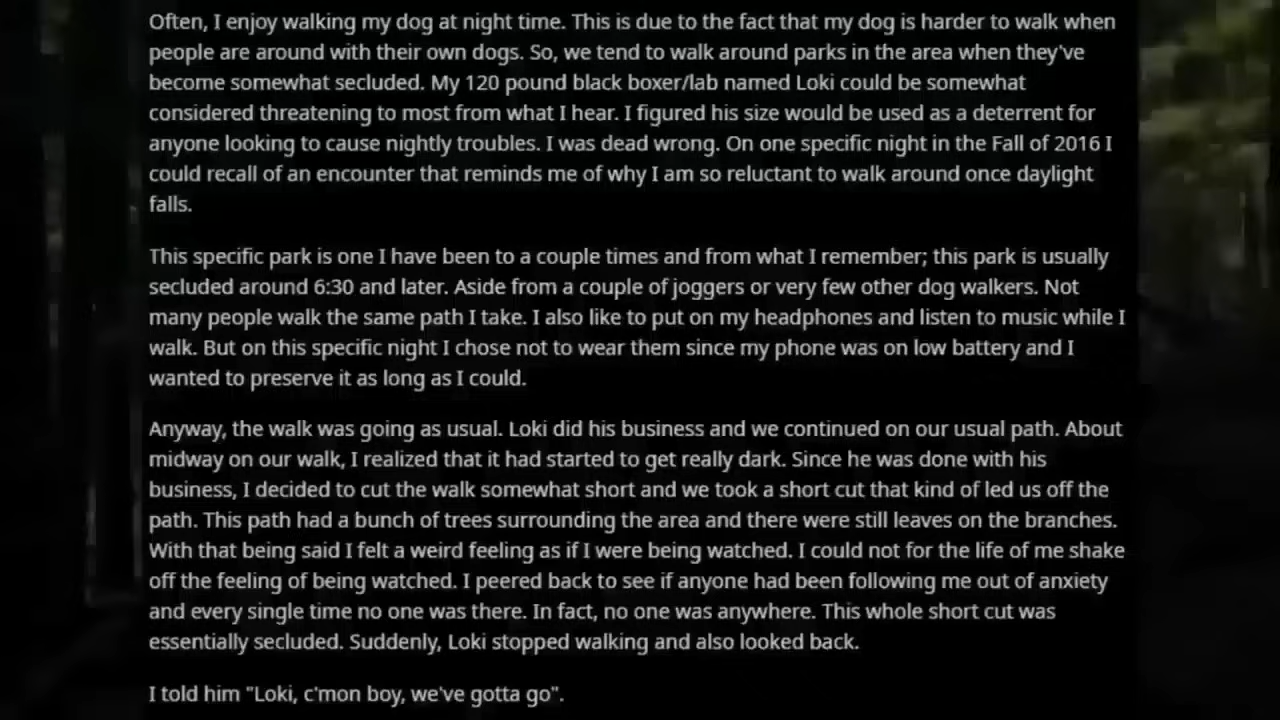 Often, I enjoy walking my dog at night time. This is due to the fact that my dog is harder to walk when
people are around with their own dogs. So, we tend to walk around parks in the area when they've
become somewhat secluded. My 120 pound black boxer/lab named Loki could be somewhat
considered threatening to most from what I hear. I figured his size would be used as a deterrent for
anyone looking to cause nightly troubles. I was dead wrong. On one specific night in the Fall of 2016 I
could recall of an encounter that reminds me of why I am so reluctant to walk around once daylight
falls.
This specific park is one I have been to a couple times and from what I remember; this park is usually
secluded around 6:30 and later. Aside from a couple of joggers or very few other dog walkers. Not
many people walk the same path I take. I also like to put on my headphones and listen to music while I
walk. But on this specific night I chose not to wear them since my phone was on low battery and I
wanted to preserve it as long as I could.
Anyway, the walk was going as usual. Loki did his business and we continued on our usual path. About
midway on our walk, I realized that it had started to get really dark. Since he was done with his
business, I decided to cut the walk somewhat short and we took a short cut that kind of led us off the
path. This path had a bunch of trees surrounding the area and there were still leaves on the branches.
With that being said I felt a weird feeling as if I were being watched. I could not for the life of me shake
off the feeling of being watched. I peered back to see if anyone had been following me out of anxiety
and every single time no one was there. In fact, no one was anywhere. This whole short cut was
essentially secluded. Suddenly, Loki stopped walking and also looked back.
I told him "Loki, c'mon boy, we've gotta go".